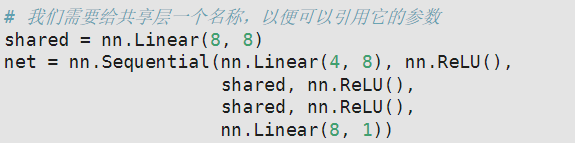 # 我们需要给共享层一个名称，以便可以引用它的参数
shared = nn.Linear(8, 8)
net = nn.Sequential(nn.Linear(4, 8), nn.ReLU(),
                    shared, nn.ReLU(),
                    shared, nn.ReLU(),
                    nn.Linear(8, 1))